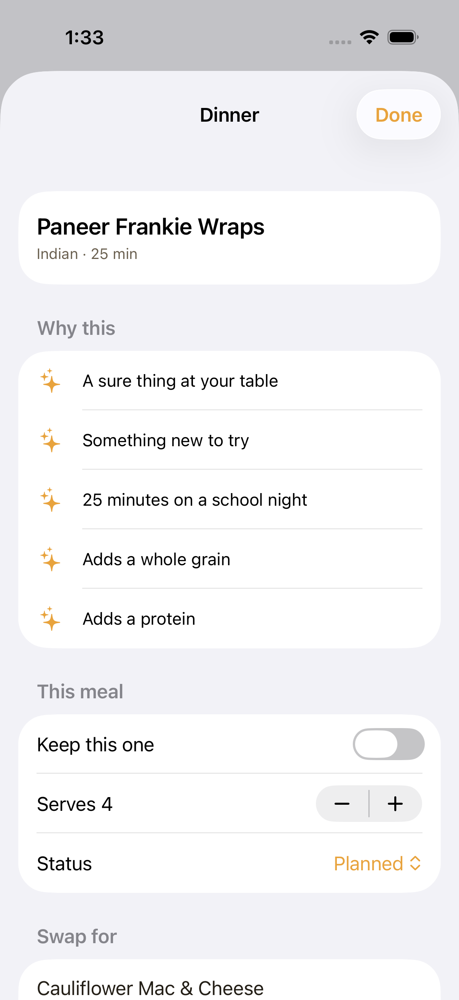 1:33
Dinner
Done
Paneer Frankie Wraps
Indian · 25 min
Why this
A sure thing at your table
Something new to try
25 minutes on a school night
Adds a whole grain
Adds a protein
This meal
Keep this one
Serves 4
Status
Planned
Swap for
Cauliflower Mac & Cheese